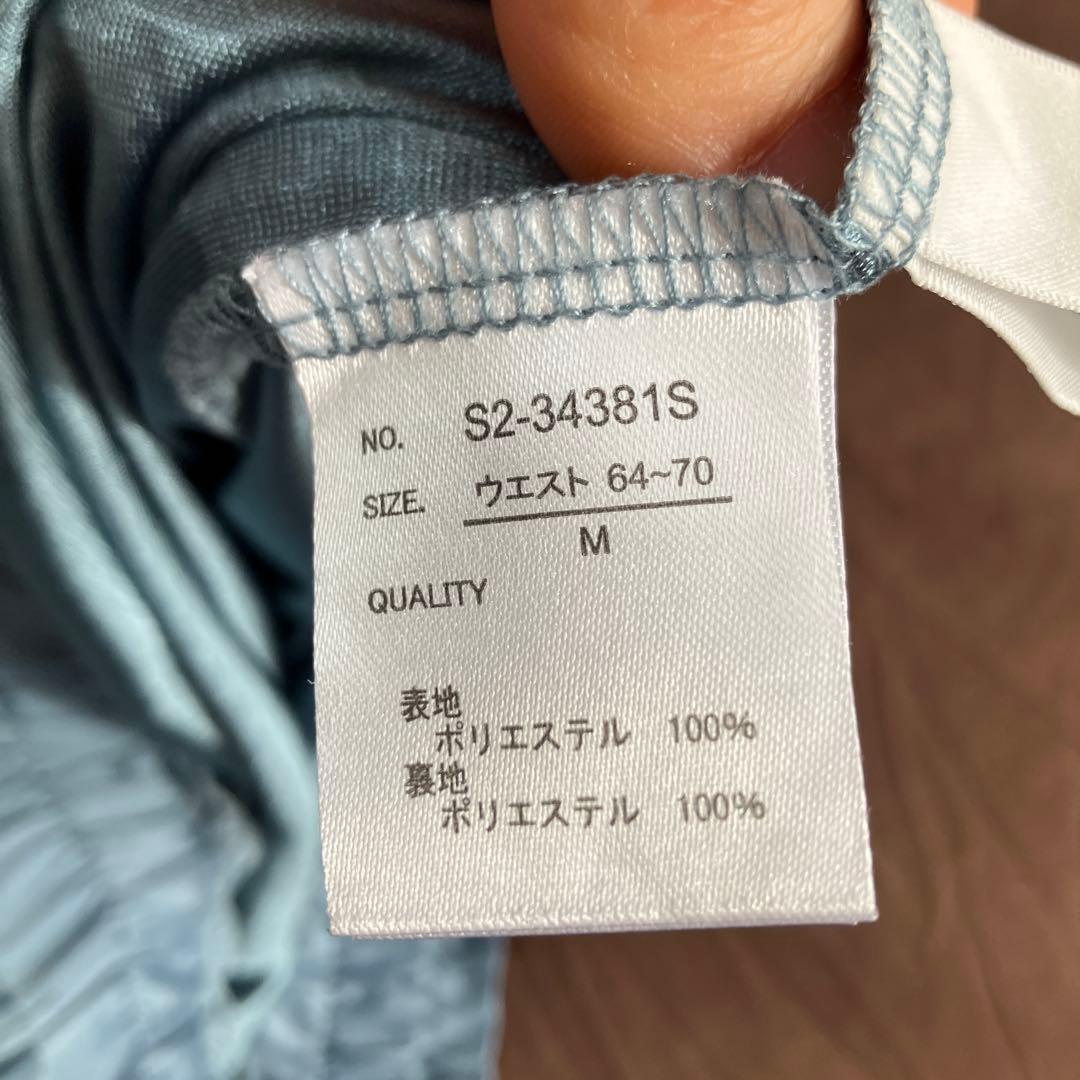 NO. S2-34381S
SIZE. ウエスト 64~70
M
QUALITY
表地
ポリエステル 100%
裏地
ポリエステル 100%